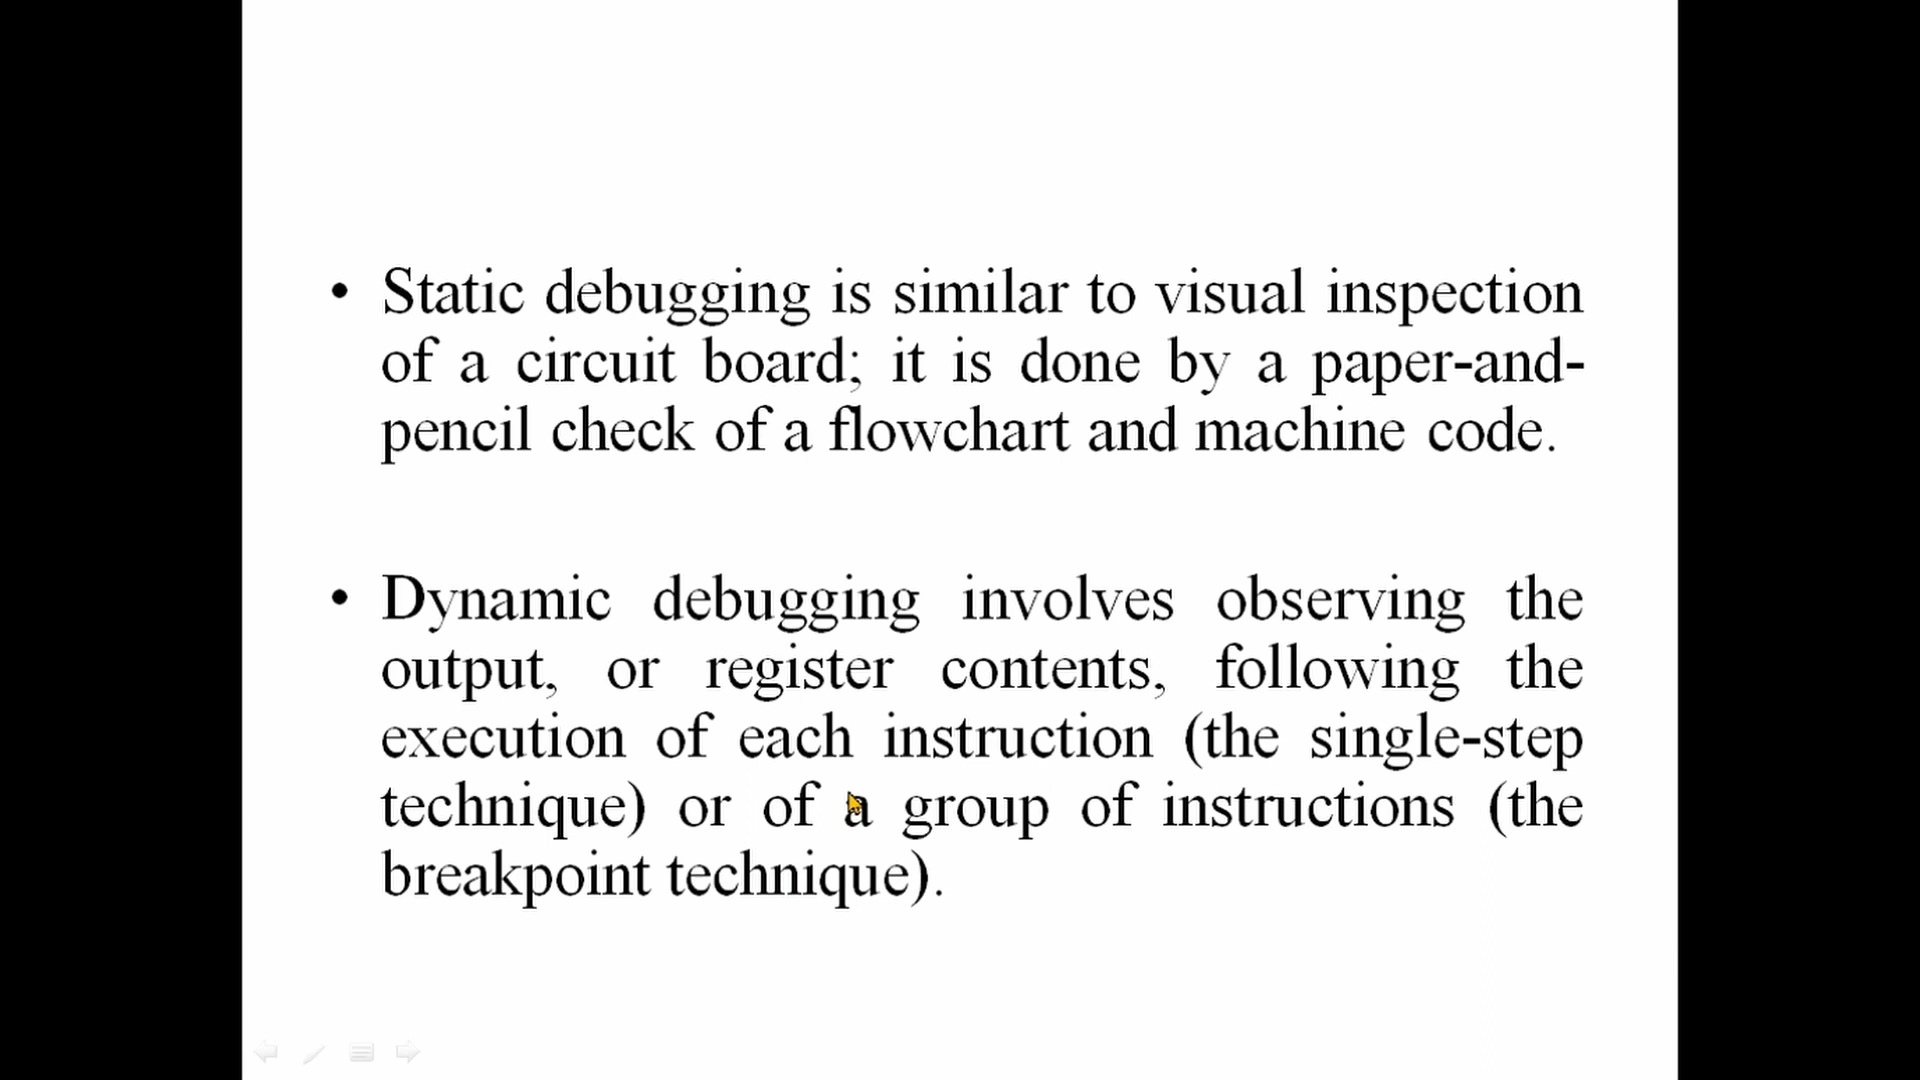 • Static debugging is similar to visual inspection
of a circuit board; it is done by a paper-and-
pencil check of a flowchart and machine code.
• Dynamic debugging involves observing the
output, or register contents, following the
execution of each instruction (the single-step
technique) or of a group of instructions (the
breakpoint technique).